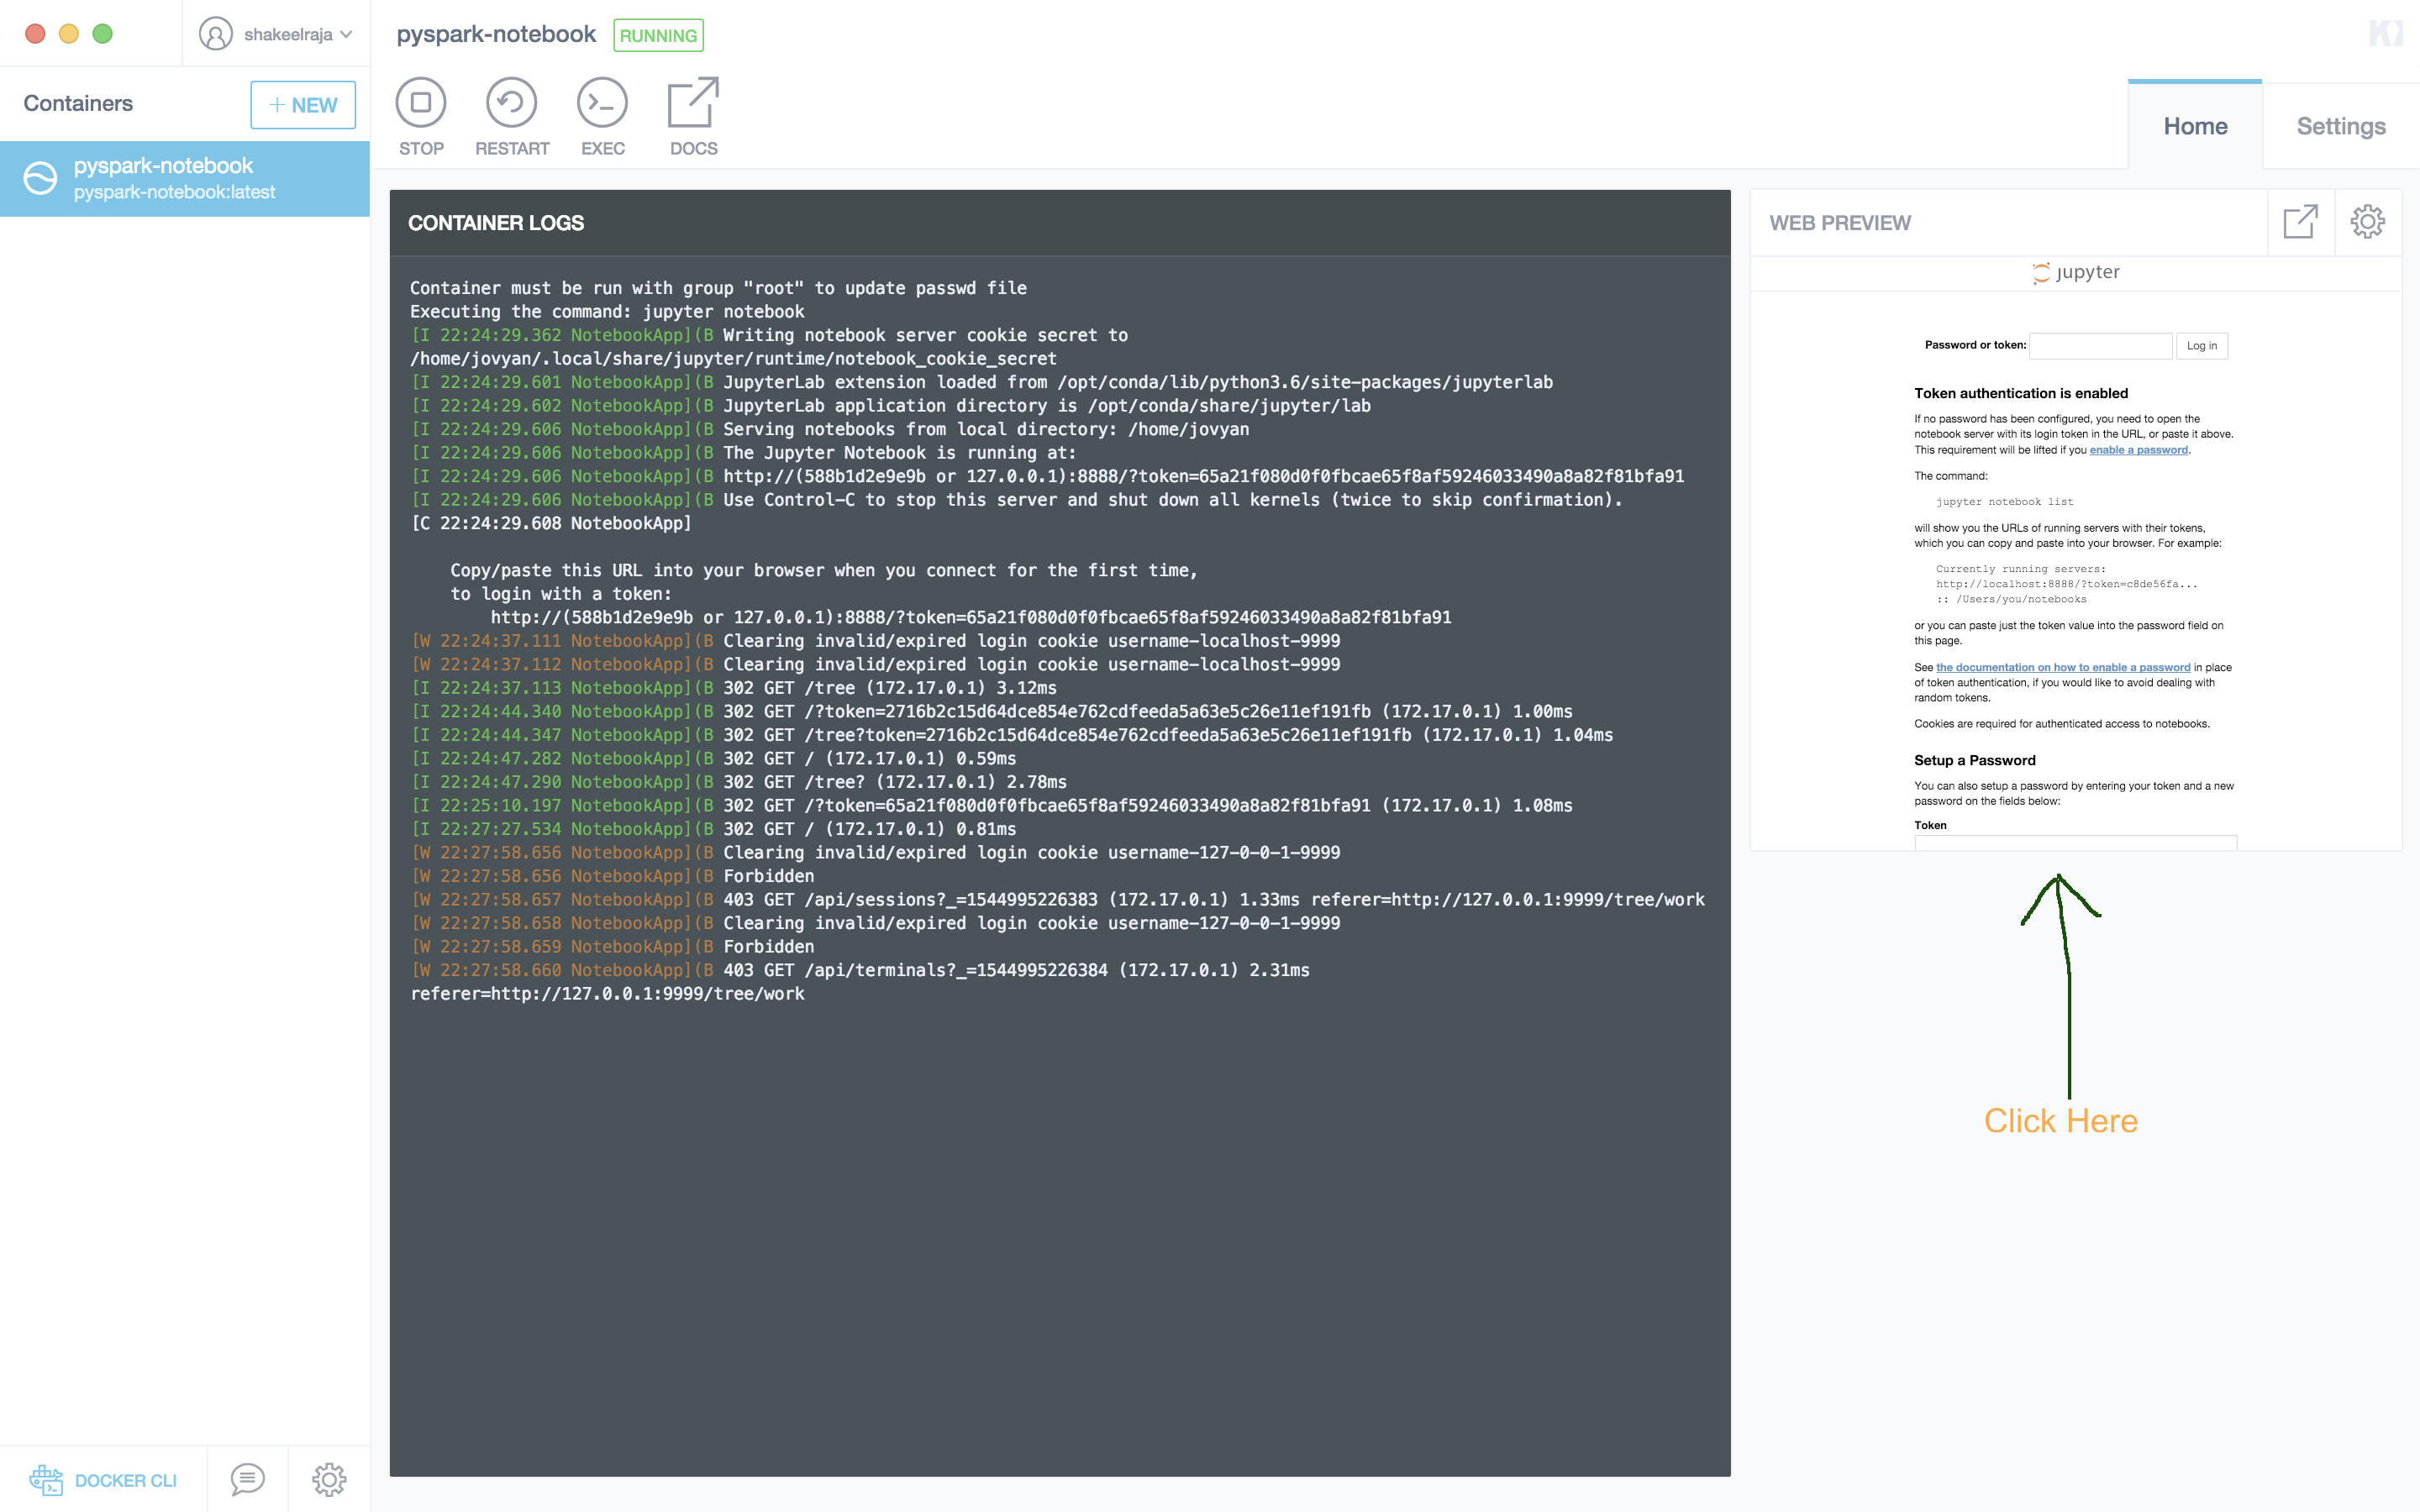 shakeelraja
pyspark-notebook RUNNING
Containers
+ NEW
STOP RESTART EXEC DOCS
Home Settings
pyspark-notebook
pyspark-notebook:latest
CONTAINER LOGS
Container must be run with group "root" to update passwd file
Executing the command: jupyter notebook
[I 22:24:29.362 NotebookApp](B Writing notebook server cookie secret to
/home/jovyan/.local/share/jupyter/runtime/notebook_cookie_secret
[I 22:24:29.601 NotebookApp](B JupyterLab extension loaded from /opt/conda/lib/python3.6/site-packages/jupyterlab
[I 22:24:29.602 NotebookApp](B JupyterLab application directory is /opt/conda/share/jupyter/lab
[I 22:24:29.606 NotebookApp](B Serving notebooks from local directory: /home/jovyan
[I 22:24:29.606 NotebookApp](B The Jupyter Notebook is running at:
[I 22:24:29.606 NotebookApp](B http://(588b1d2e9e9b or 127.0.0.1):8888/?token=65a21f080d0f0fbcae65f8af59246033490a8a82f81bfa91
[I 22:24:29.606 NotebookApp](B Use Control-C to stop this server and shut down all kernels (twice to skip confirmation).
[C 22:24:29.608 NotebookApp]
Copy/paste this URL into your browser when you connect for the first time,
to login with a token:
http://(588b1d2e9e9b or 127.0.0.1):8888/?token=65a21f080d0f0fbcae65f8af59246033490a8a82f81bfa91
[W 22:24:37.111 NotebookApp](B Clearing invalid/expired login cookie username-localhost-9999
[W 22:24:37.112 NotebookApp](B Clearing invalid/expired login cookie username-localhost-9999
[I 22:24:37.113 NotebookApp](B 302 GET /tree (172.17.0.1) 3.12ms
[I 22:24:44.340 NotebookApp](B 302 GET /?token=2716b2c15d64dce854e762cdfeeda5a63e5c26e11ef191fb (172.17.0.1) 1.00ms
[I 22:24:44.347 NotebookApp](B 302 GET /tree?token=2716b2c15d64dce854e762cdfeeda5a63e5c26e11ef191fb (172.17.0.1) 1.04ms
[I 22:24:47.282 NotebookApp](B 302 GET / (172.17.0.1) 0.59ms
[I 22:24:47.290 NotebookApp](B 302 GET /tree? (172.17.0.1) 2.78ms
[I 22:25:10.197 NotebookApp](B 302 GET /?token=65a21f080d0f0fbcae65f8af59246033490a8a82f81bfa91 (172.17.0.1) 1.08ms
[I 22:27:27.534 NotebookApp](B 302 GET / (172.17.0.1) 0.81ms
[W 22:27:58.656 NotebookApp](B Clearing invalid/expired login cookie username-127-0-0-1-9999
[W 22:27:58.656 NotebookApp](B Forbidden
[W 22:27:58.657 NotebookApp](B 403 GET /api/sessions?_=1544995226383 (172.17.0.1) 1.33ms referer=http://127.0.0.1:9999/tree/work
[W 22:27:58.658 NotebookApp](B Clearing invalid/expired login cookie username-127-0-0-1-9999
[W 22:27:58.659 NotebookApp](B Forbidden
[W 22:27:58.660 NotebookApp](B 403 GET /api/terminals?_=1544995226384 (172.17.0.1) 2.31ms
referer=http://127.0.0.1:9999/tree/work
WEB PREVIEW
jupyter
Password or token: Log in
Token authentication is enabled
If no password has been configured, you need to open the
notebook server with its login token in the URL, or paste it above.
This requirement will be lifted if you enable a password.
The command:
jupyter notebook list
will show you the URLs of running servers with their tokens,
which you can copy and paste into your browser. For example:
Currently running servers:
http://localhost:8888/?token=c8de56fa...
:: /Users/you/notebooks
or you can paste just the token value into the password field on
this page.
See the documentation on how to enable a password in place
of token authentication, if you would like to avoid dealing with
random tokens.
Cookies are required for authenticated access to notebooks.
Setup a Password
You can also setup a password by entering your token and a new
password on the fields below:
Token
Click Here
DOCKER CLI